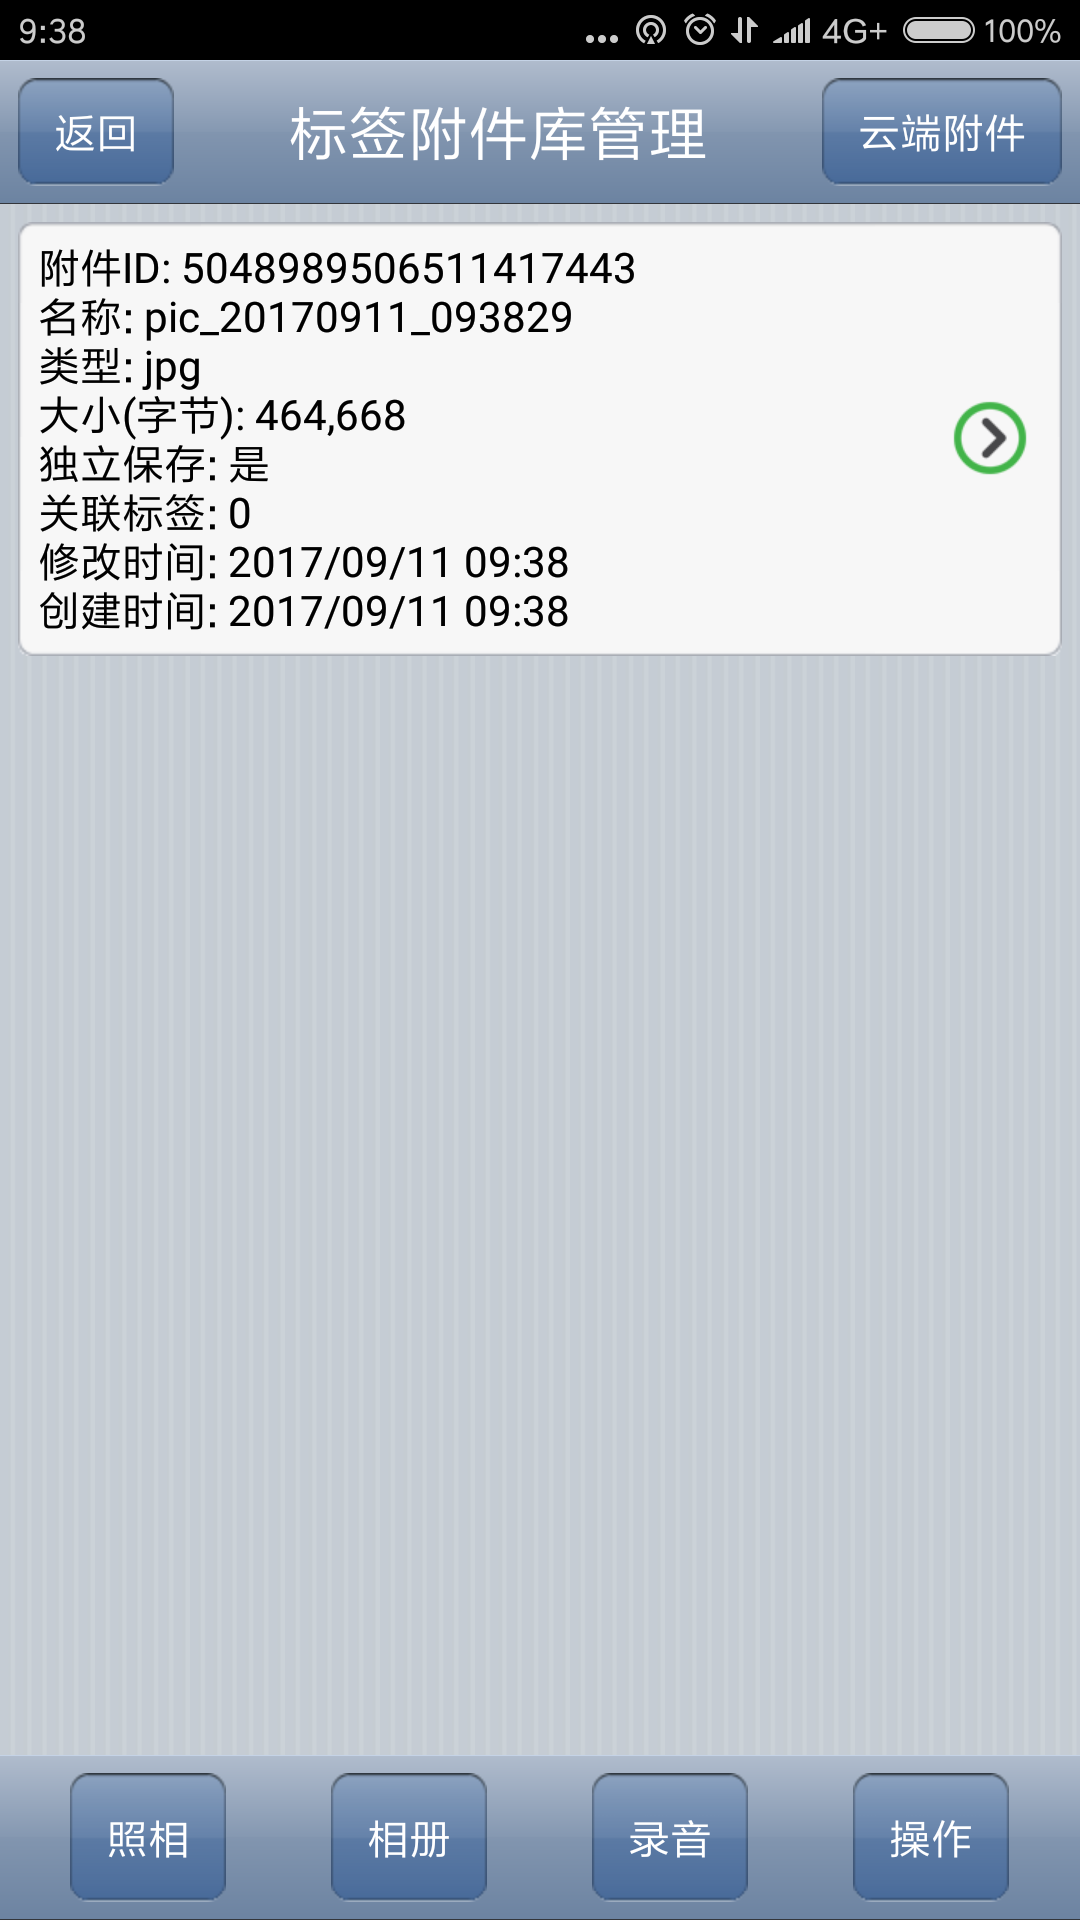 9:38 ... 4G+ 100%
返回 标签附件库管理 云端附件
附件ID: 5048989506511417443
名称: pic_20170911_093829
类型: jpg
大小(字节): 464,668
独立保存: 是
关联标签: 0
修改时间: 2017/09/11 09:38
创建时间: 2017/09/11 09:38
照相 相册 录音 操作